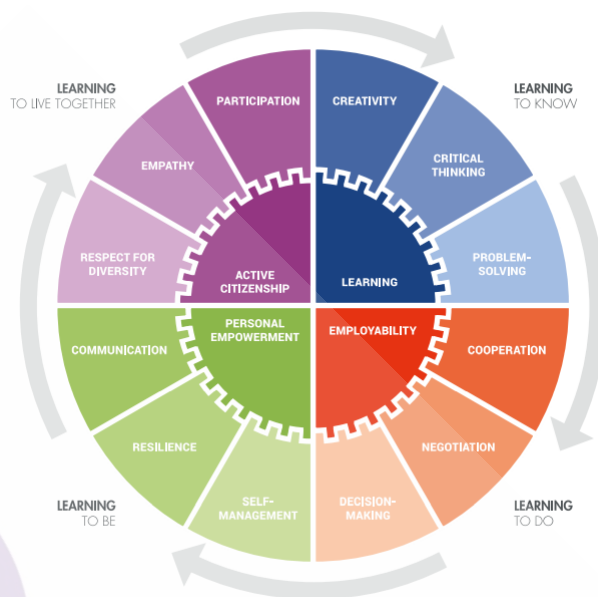 LEARNING
TO LIVE TOGETHER
LEARNING
TO KNOW
PARTICIPATION
CREATIVITY
EMPATHY
CRITICAL
THINKING
RESPECT FOR
DIVERSITY
PROBLEM-
SOLVING
ACTIVE
CITIZENSHIP
LEARNING
PERSONAL
EMPOWERMENT
EMPLOYABILITY
COMMUNICATION
COOPERATION
RESILIENCE
NEGOTIATION
SELF-
MANAGEMENT
DECISION-
MAKING
LEARNING
TO BE
LEARNING
TO DO